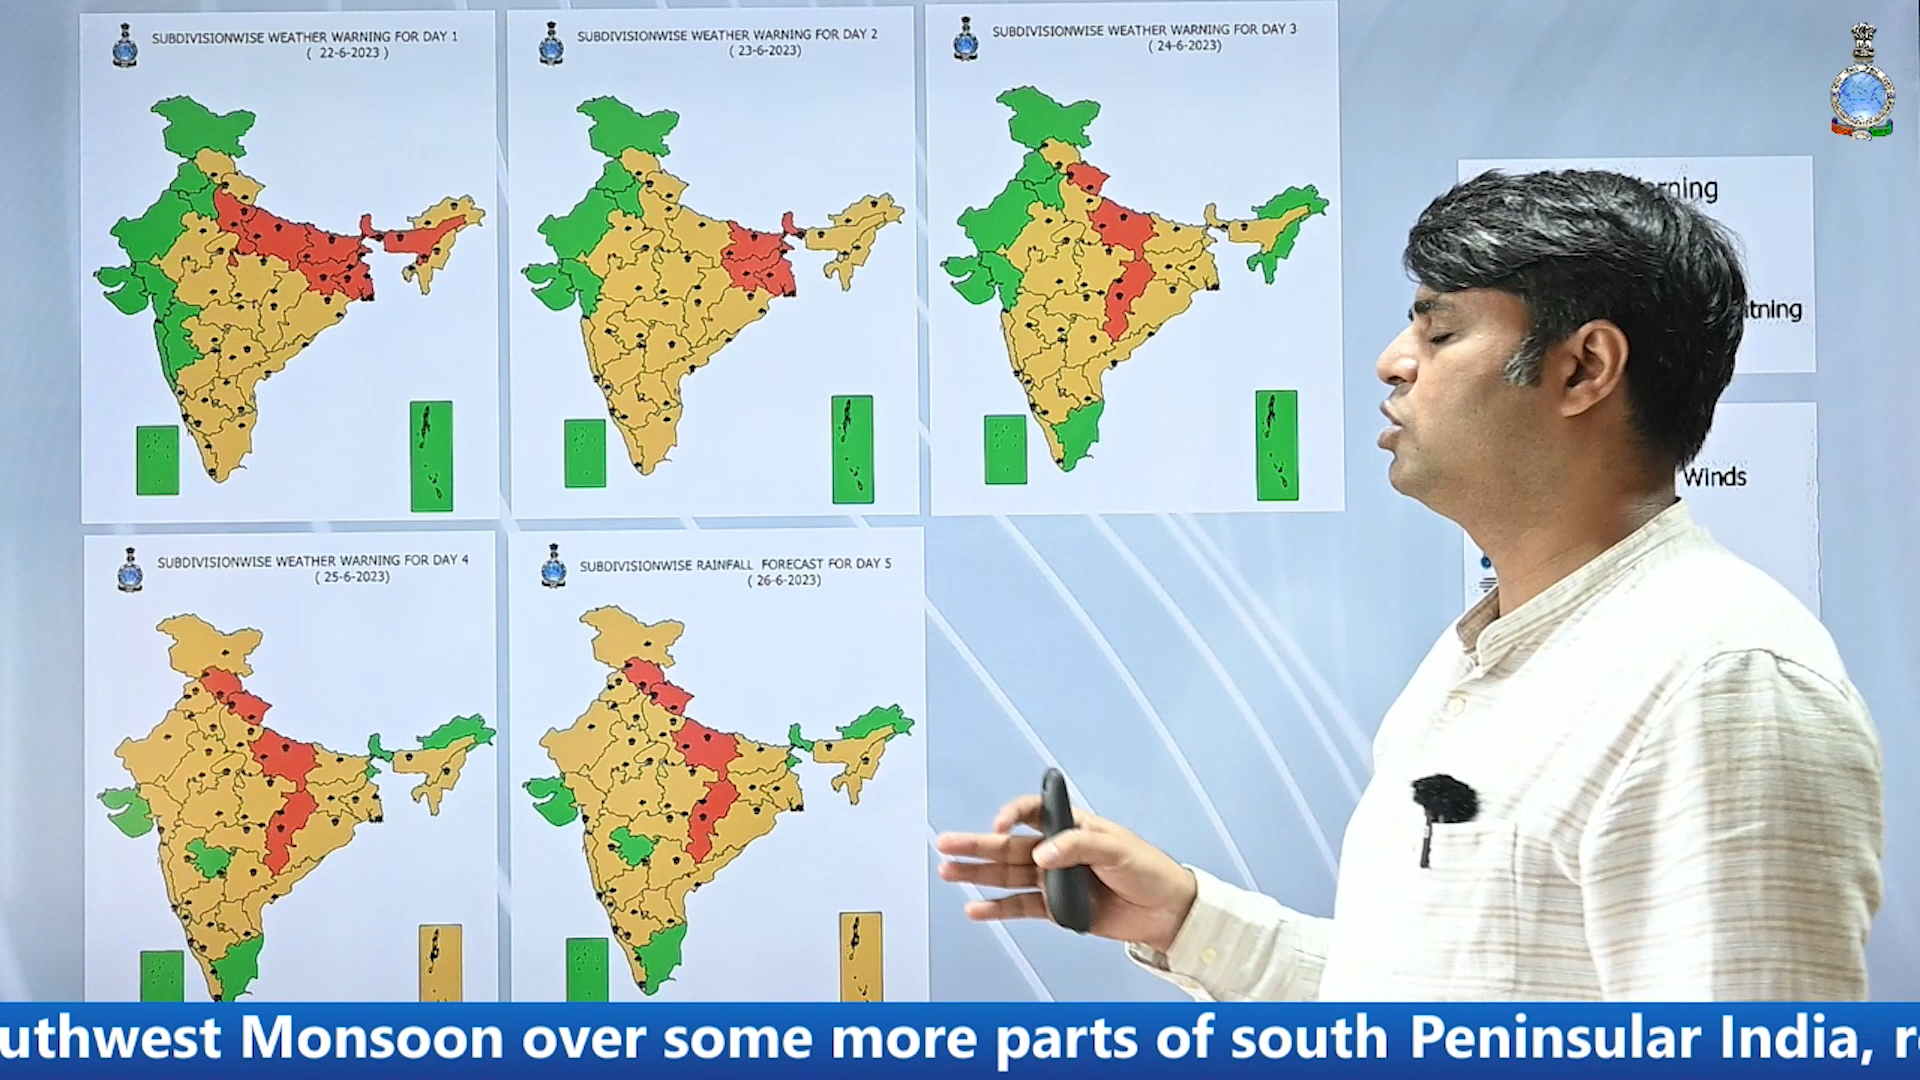 SUBDIVISIONWISE WEATHER WARNING FOR DAY 1
( 22-6-2023 )
SUBDIVISIONWISE WEATHER WARNING FOR DAY 2
( 23-6-2023)
SUBDIVISIONWISE WEATHER WARNING FOR DAY 3
( 24-6-2023)
Winds
SUBDIVISIONWISE WEATHER WARNING FOR DAY 4
( 25-6-2023)
SUBDIVISIONWISE RAINFALL FORECAST FOR DAY 5
( 26-6-2023)
uthwest Monsoon over some more parts of south Peninsular India, r